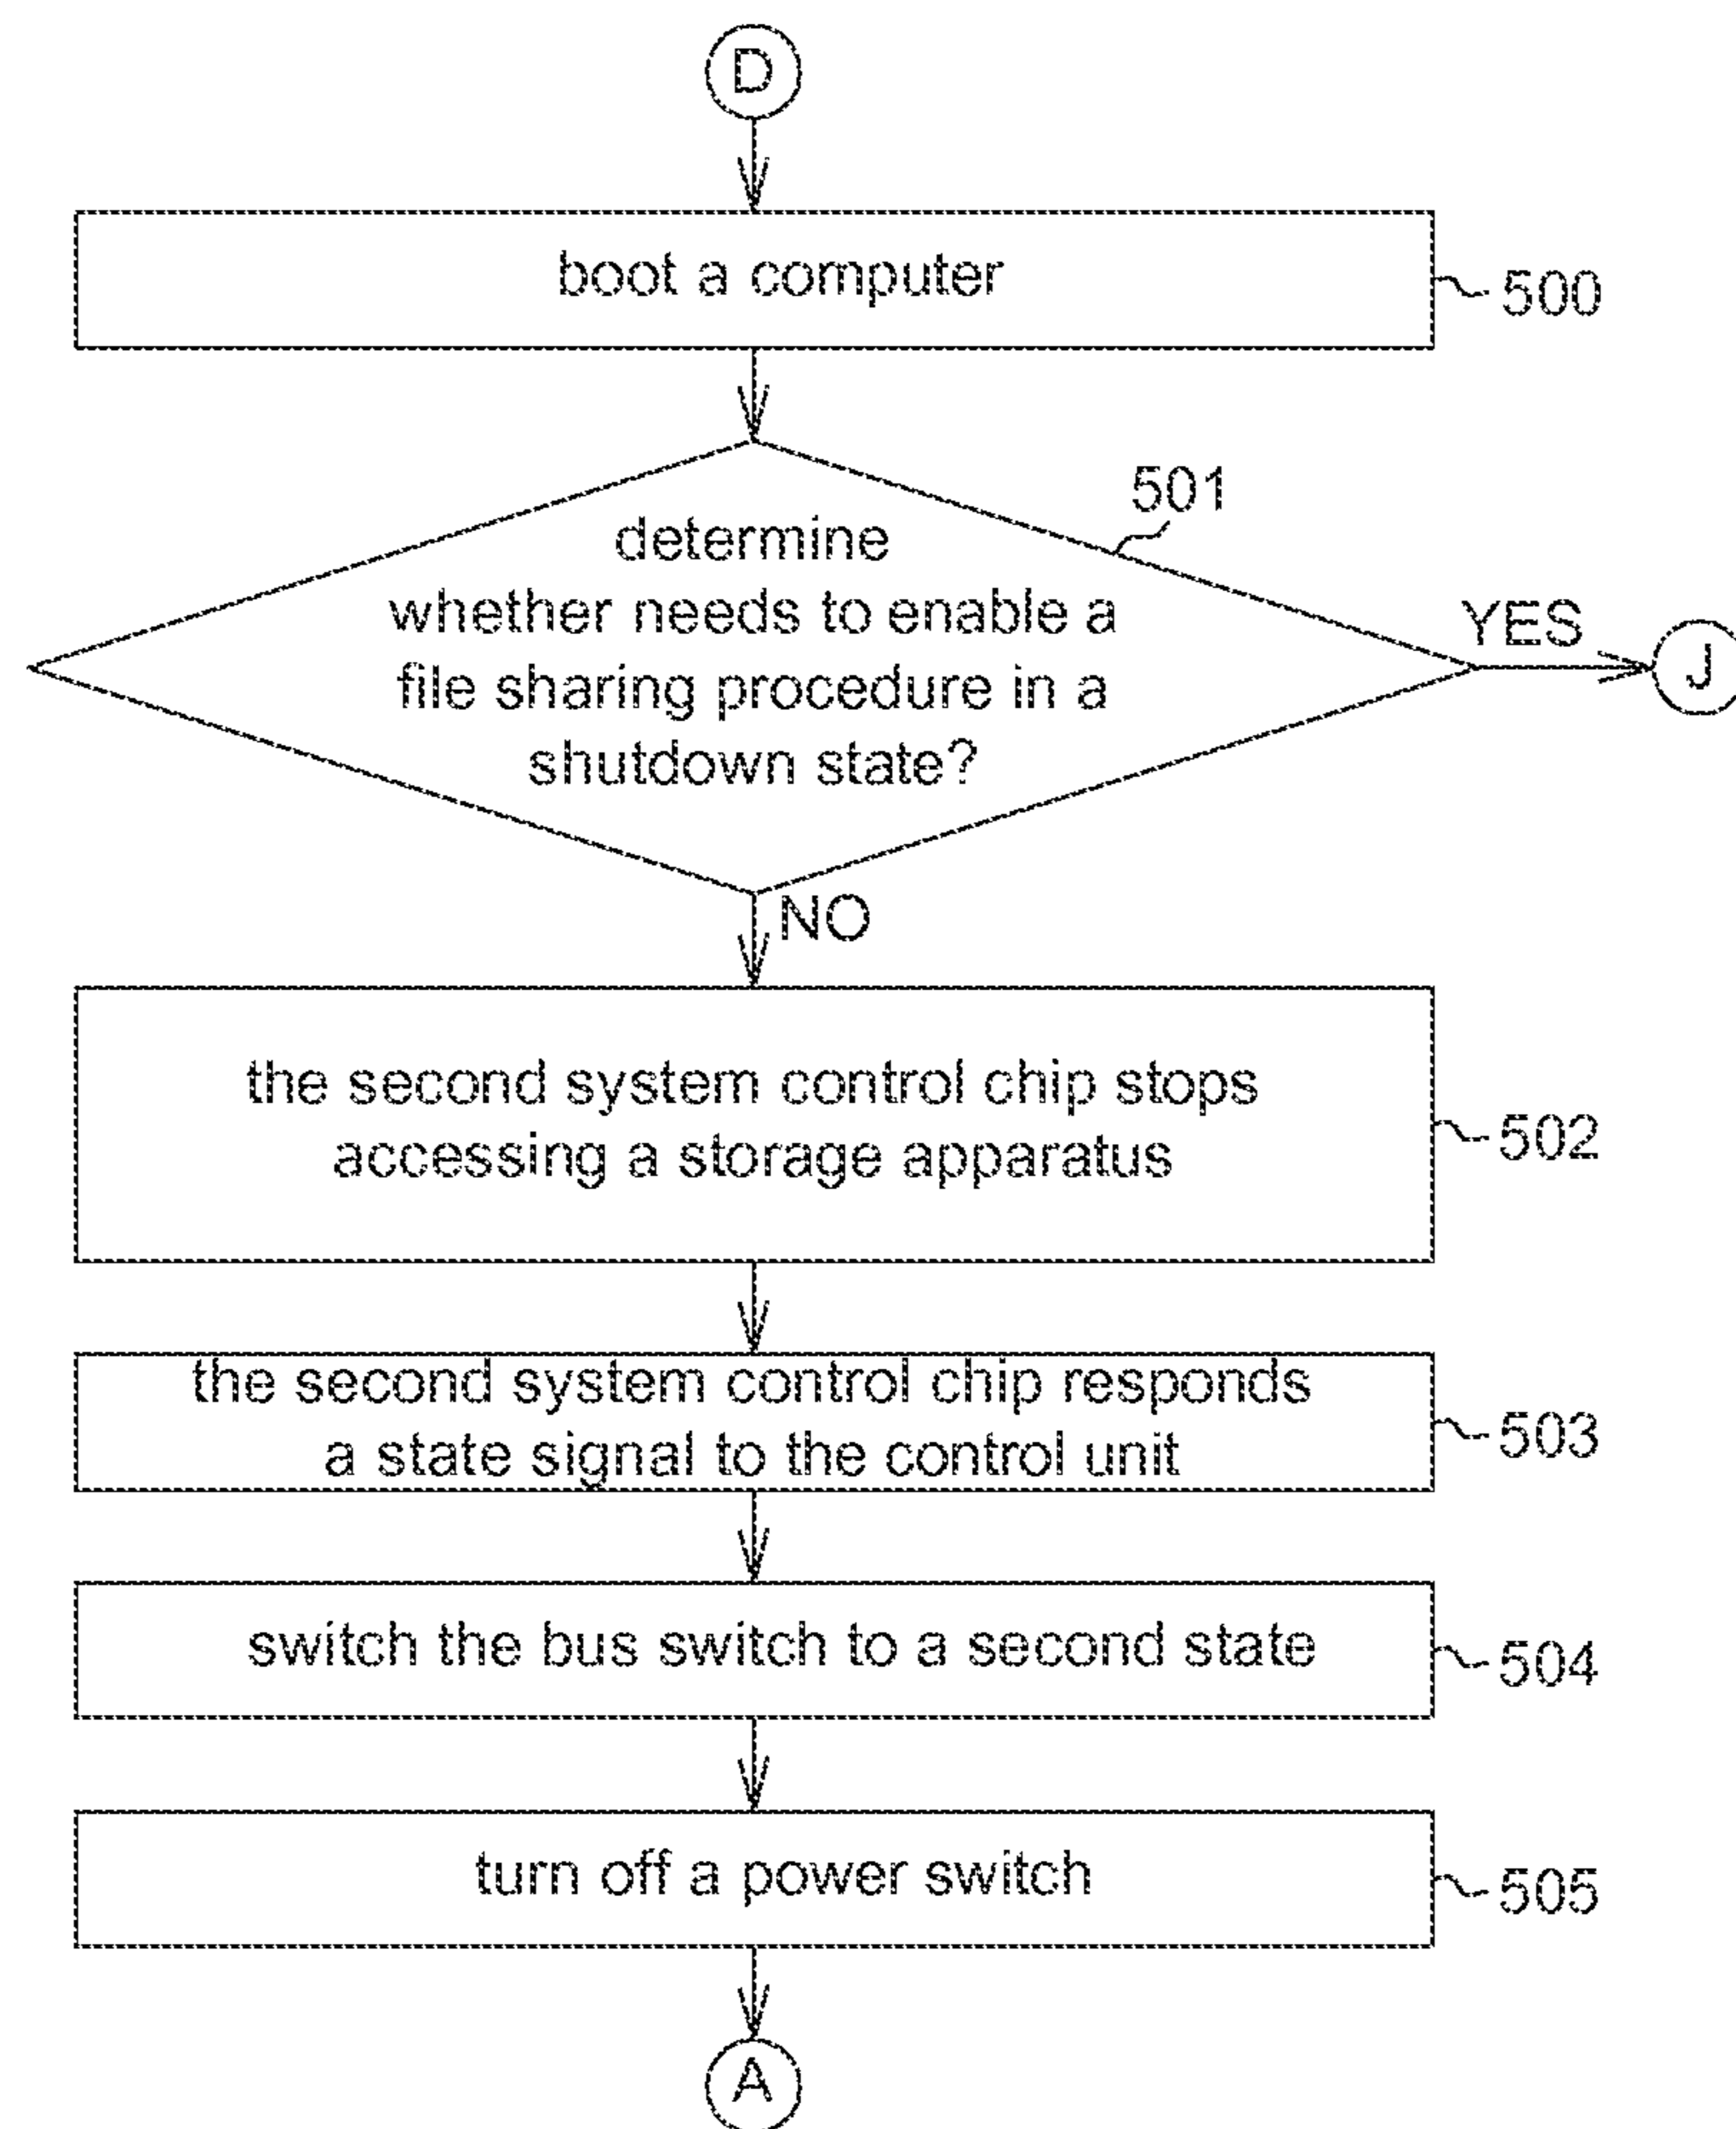 D
boot a computer
500
501
determine
whether needs to enable a
file sharing procedure in a
shutdown state?
YES
J
NO
the second system control chip stops
accessing a storage apparatus
502
the second system control chip responds
a state signal to the control unit
503
switch the bus switch to a second state
504
turn off a power switch
505
A